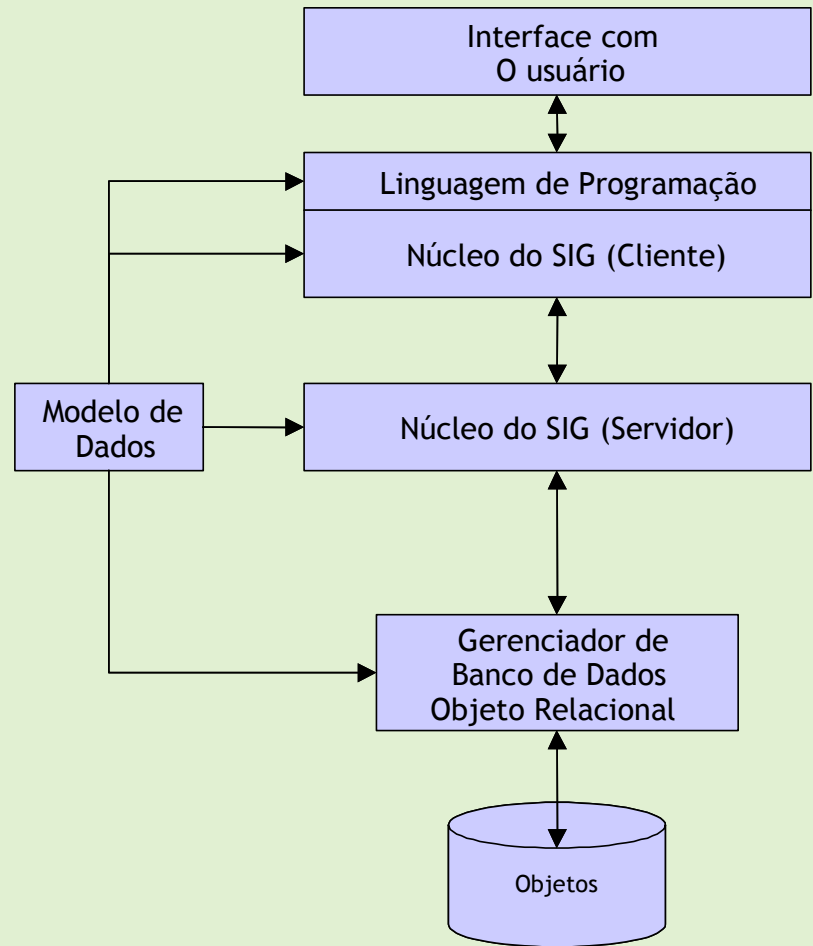 Interface com
O usuário
Linguagem de Programação
Núcleo do SIG (Cliente)
Modelo de
Dados
Núcleo do SIG (Servidor)
Gerenciador de
Banco de Dados
Objeto Relacional
Objetos